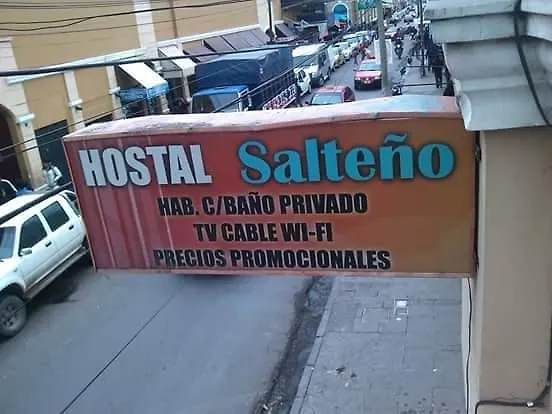 HOSTAL Salteño
HAB. C/BAÑO PRIVADO
TV CABLE WI-FI
PRECIOS PROMOCIONALES